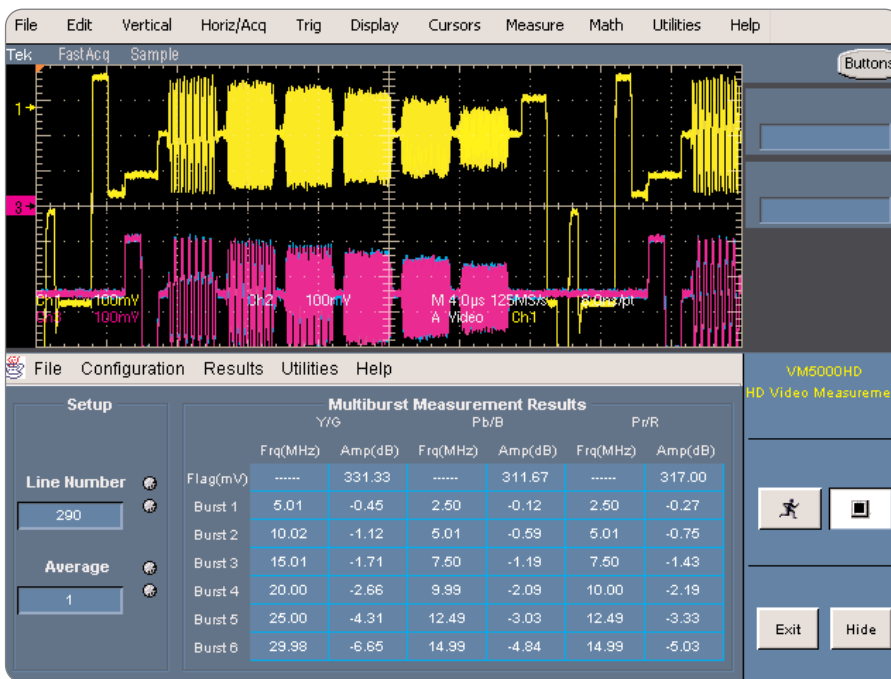 File Edit Vertical Horiz/Acq Trig Display Cursors Measure Math Utilities Help
Tek FastAcq Sample
Buttons
1
3
Ch1 100mV Ch2 100mV M 4.0µs 125MS/s 8.0ns/pt
Ch3 100mV A Video Ch1
File Configuration Results Utilities Help
VM5000HD
HD Video Measureme
Setup
Multiburst Measurement Results
Y/G Pb/B Pr/R
Frq(MHz) Amp(dB) Frq(MHz) Amp(dB) Frq(MHz) Amp(dB)
Flag(mV) ------ 331.33 ------ 311.67 ------ 317.00
Line Number
290
Burst 1 5.01 -0.45 2.50 -0.12 2.50 -0.27
Burst 2 10.02 -1.12 5.01 -0.59 5.01 -0.75
Average
1
Burst 3 15.01 -1.71 7.50 -1.19 7.50 -1.43
Burst 4 20.00 -2.66 9.99 -2.09 10.00 -2.19
Burst 5 25.00 -4.31 12.49 -3.03 12.49 -3.33
Burst 6 29.98 -6.65 14.99 -4.84 14.99 -5.03
Exit Hide